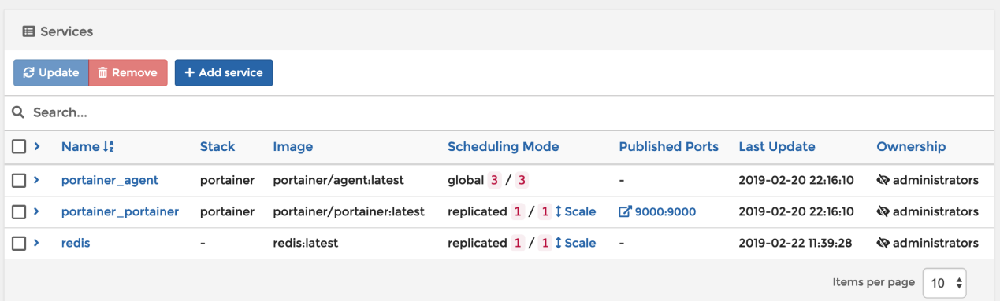 Services
Update Remove + Add service
Search...
Name Stack Image Scheduling Mode Published Ports Last Update Ownership
portainer_agent portainer portainer/agent:latest global 3 / 3 - 2019-02-20 22:16:10 administrators
portainer_portainer portainer portainer/portainer:latest replicated 1 / 1 Scale 9000:9000 2019-02-20 22:16:10 administrators
redis - redis:latest replicated 1 / 1 Scale - 2019-02-22 11:39:28 administrators
Items per page 10